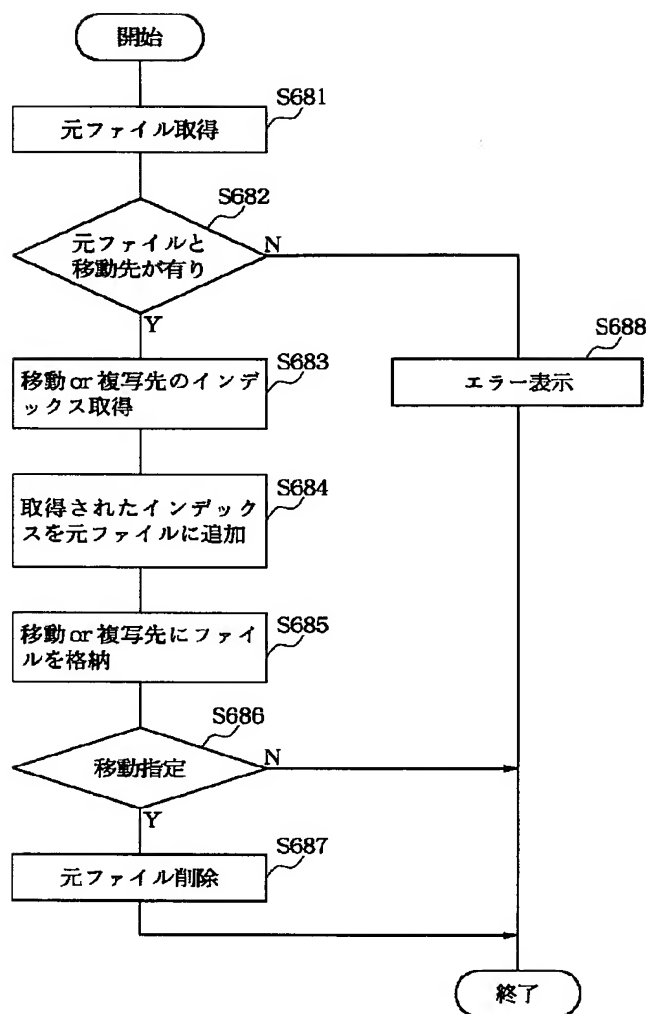 開始
S681
元ファイル取得
S682
元ファイルと
移動先が有り
N
Y
S683
移動or複写先のインデ
ックス取得
S688
エラー表示
S684
取得されたインデック
スを元ファイルに追加
S685
移動or複写先にファイ
ルを格納
S686
移動指定
N
Y
S687
元ファイル削除
終了